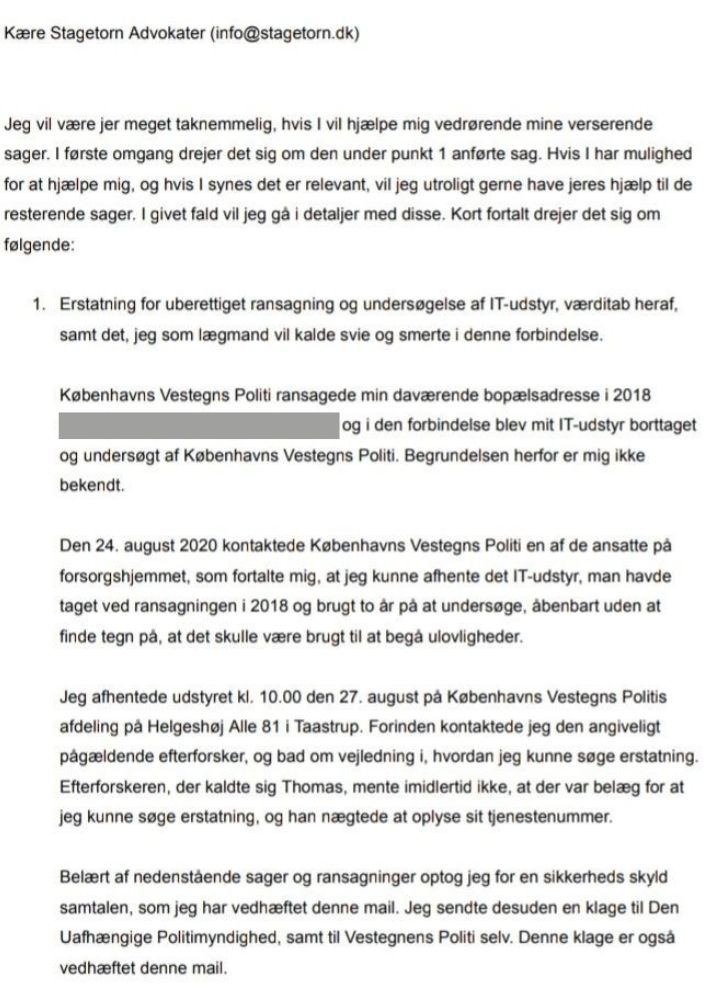 Kære Stagetorn Advokater (info@stagetorn.dk)
Jeg vil være jer meget taknemmelig, hvis I vil hjælpe mig vedrørende mine verserende
sager. I første omgang drejer det sig om den under punkt 1 anførte sag. Hvis I har mulighed
for at hjælpe mig, og hvis I synes det er relevant, vil jeg utroligt gerne have jeres hjælp til de
resterende sager. I givet fald vil jeg gå i detaljer med disse. Kort fortalt drejer det sig om
følgende:
1. Erstatning for uberettiget ransagning og undersøgelse af IT-udstyr, værditab heraf,
samt det, jeg som lægmand vil kalde svie og smerte i denne forbindelse.
Københavns Vestegns Politi ransagede min daværende bopælsadresse i 2018
og i den forbindelse blev mit IT-udstyr borttaget
og undersøgt af Københavns Vestegns Politi. Begrundelsen herfor er mig ikke
bekendt.
Den 24. august 2020 kontaktede Københavns Vestegns Politi en af de ansatte på
forsorgshjemmet, som fortalte mig, at jeg kunne afhente det IT-udstyr, man havde
taget ved ransagningen i 2018 og brugt to år på at undersøge, åbenbart uden at
finde tegn på, at det skulle være brugt til at begå ulovligheder.
Jeg afhentede udstyret kl. 10.00 den 27. august på Københavns Vestegns Politis
afdeling på Helgeshøj Alle 81 i Taastrup. Forinden kontaktede jeg den angiveligt
pågældende efterforsker, og bad om vejledning i, hvordan jeg kunne søge erstatning.
Efterforskeren, der kaldte sig Thomas, mente imidlertid ikke, at der var belæg for at
jeg kunne søge erstatning, og han nægtede at oplyse sit tjenestenummer.
Belært af nedenstående sager og ransagninger optog jeg for en sikkerheds skyld
samtalen, som jeg har vedhæftet denne mail. Jeg sendte desuden en klage til Den
Uafhængige Politimyndighed, samt til Vestegnens Politi selv. Denne klage er også
vedhæftet denne mail.